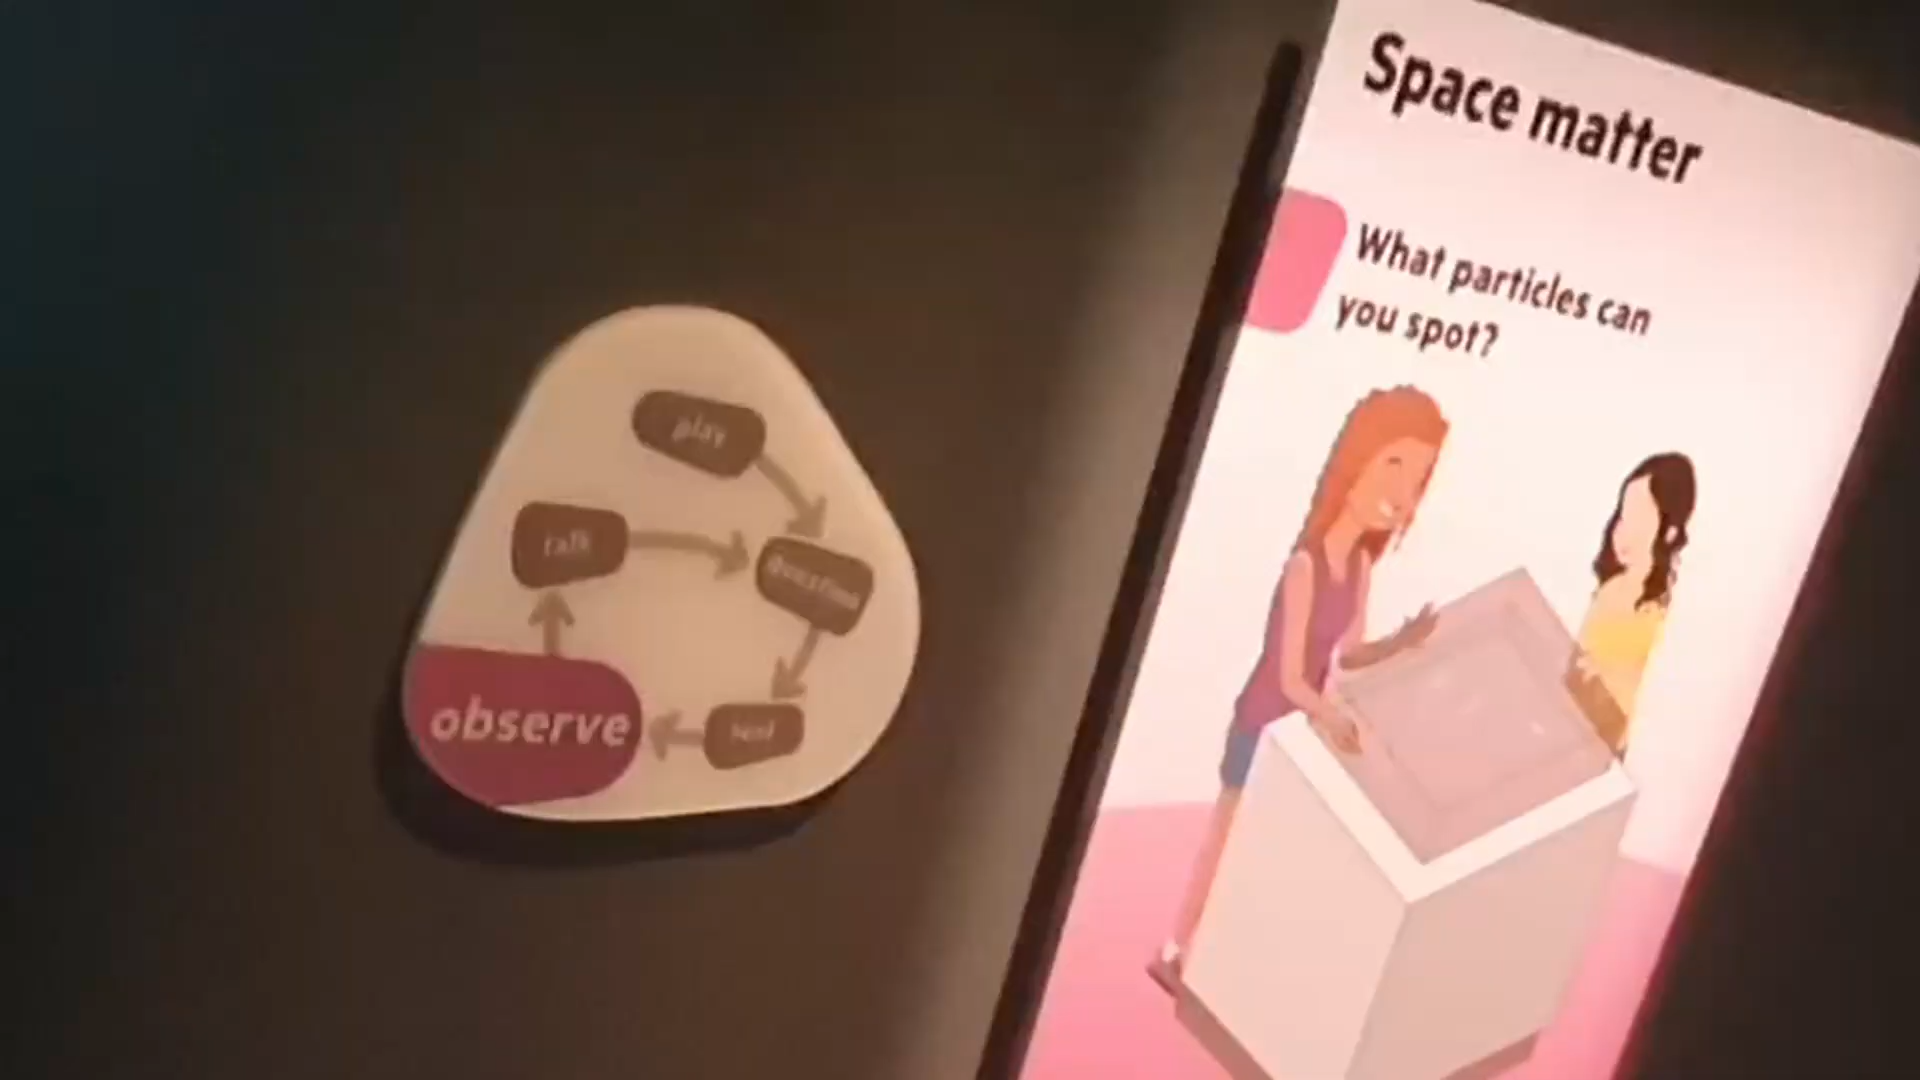 Space matter
What particles can
you spot?
play
talk
question
test
observe